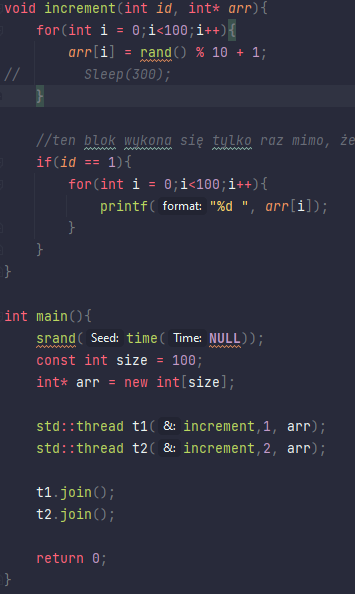 void increment(int id, int* arr){
    for(int i = 0;i<100;i++){
        arr[i] = rand() % 10 + 1;
//        Sleep(300);
    }
    //ten blok wykona się tylko raz mimo, że
    if(id == 1){
        for(int i = 0;i<100;i++){
            printf( format: "%d ", arr[i]);
        }
    }
}
int main(){
    srand( Seed: time( Time: NULL));
    const int size = 100;
    int* arr = new int[size];
    std::thread t1( &: increment,1, arr);
    std::thread t2( &: increment,2, arr);
    t1.join();
    t2.join();
    return 0;
}